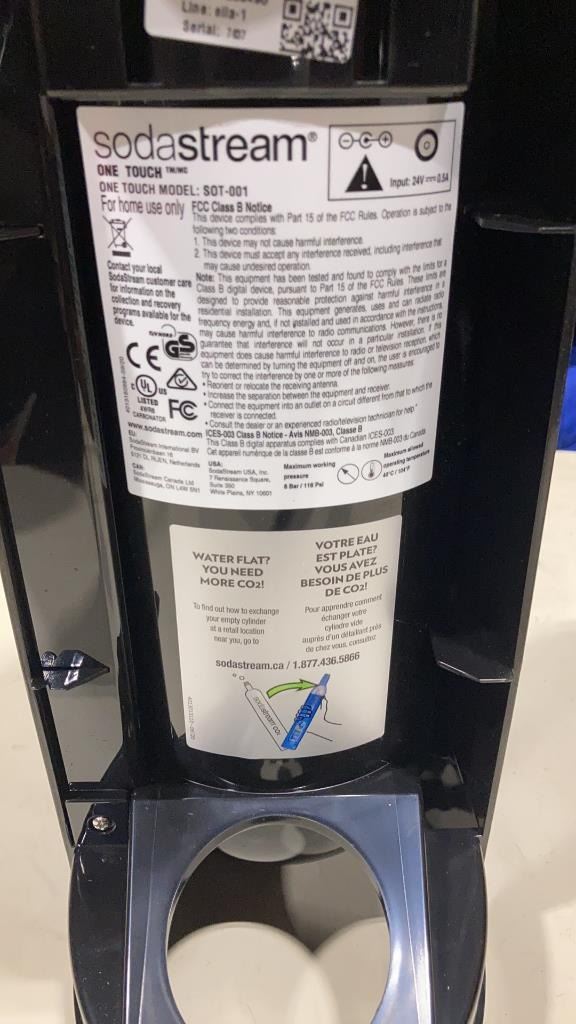 Line: ella-1
Serial: 7437
sodastream®
ONE TOUCH TM/MC
ONE TOUCH MODEL: SOT-001
For home use only
Input: 24V 0.5A
Contact your local
SodaStream customer care
for information on the
collection and recovery
programs available for the
device.
FCC Class B Notice
This device complies with Part 15 of the FCC Rules. Operation is subject to the
following two conditions:
1. This device may not cause harmful interference.
2. This device must accept any interference received, including interference that
may cause undesired operation.
Note: This equipment has been tested and found to comply with the limits for a
Class B digital device, pursuant to Part 15 of the FCC Rules. These limits are
designed to provide reasonable protection against harmful interference in a
residential installation. This equipment generates, uses and can radiate radio
frequency energy and, if not installed and used in accordance with the instructions,
may cause harmful interference to radio communications. However, there is no
guarantee that interference will not occur in a particular installation. If this
equipment does cause harmful interference to radio or television reception, which
can be determined by turning the equipment off and on, the user is encouraged to
try to correct the interference by one or more of the following measures:
• Reorient or relocate the receiving antenna.
• Increase the separation between the equipment and receiver.
• Connect the equipment into an outlet on a circuit different from that to which the
receiver is connected.
• Consult the dealer or an experienced radio/television technician for help.
ICES-003 Class B Notice - Avis NMB-003, Classe B
This Class B digital apparatus complies with Canadian ICES-003.
Cet appareil numérique de la classe B est conforme à la norme NMB-003 du Canada.
CE
GS
C UL US
LISTED
CARBONATOR
FC
www.sodastream.com
EU:
SodaStream International BV
5121 DL RIJEN, Netherlands
CAN:
SodaStream Canada Ltd
Mississauga, ON L4W 5N1
USA:
SodaStream USA, Inc.
7 Renaissance Square,
Suite 350
White Plains, NY 10601
Maximum working
pressure
8 Bar / 116 Psi
Maximum allowed
operating temperature
40°C / 104°F
WATER FLAT?
YOU NEED
MORE CO2!
To find out how to exchange
your empty cylinder
at a retail location
near you, go to
VOTRE EAU
EST PLATE?
VOUS AVEZ
BESOIN DE PLUS
DE CO2!
Pour apprendre comment
échanger votre
cylindre vide
auprès d'un détaillant près
de chez vous, consultez
sodastream.ca / 1.877.436.5866
sodastream CO2